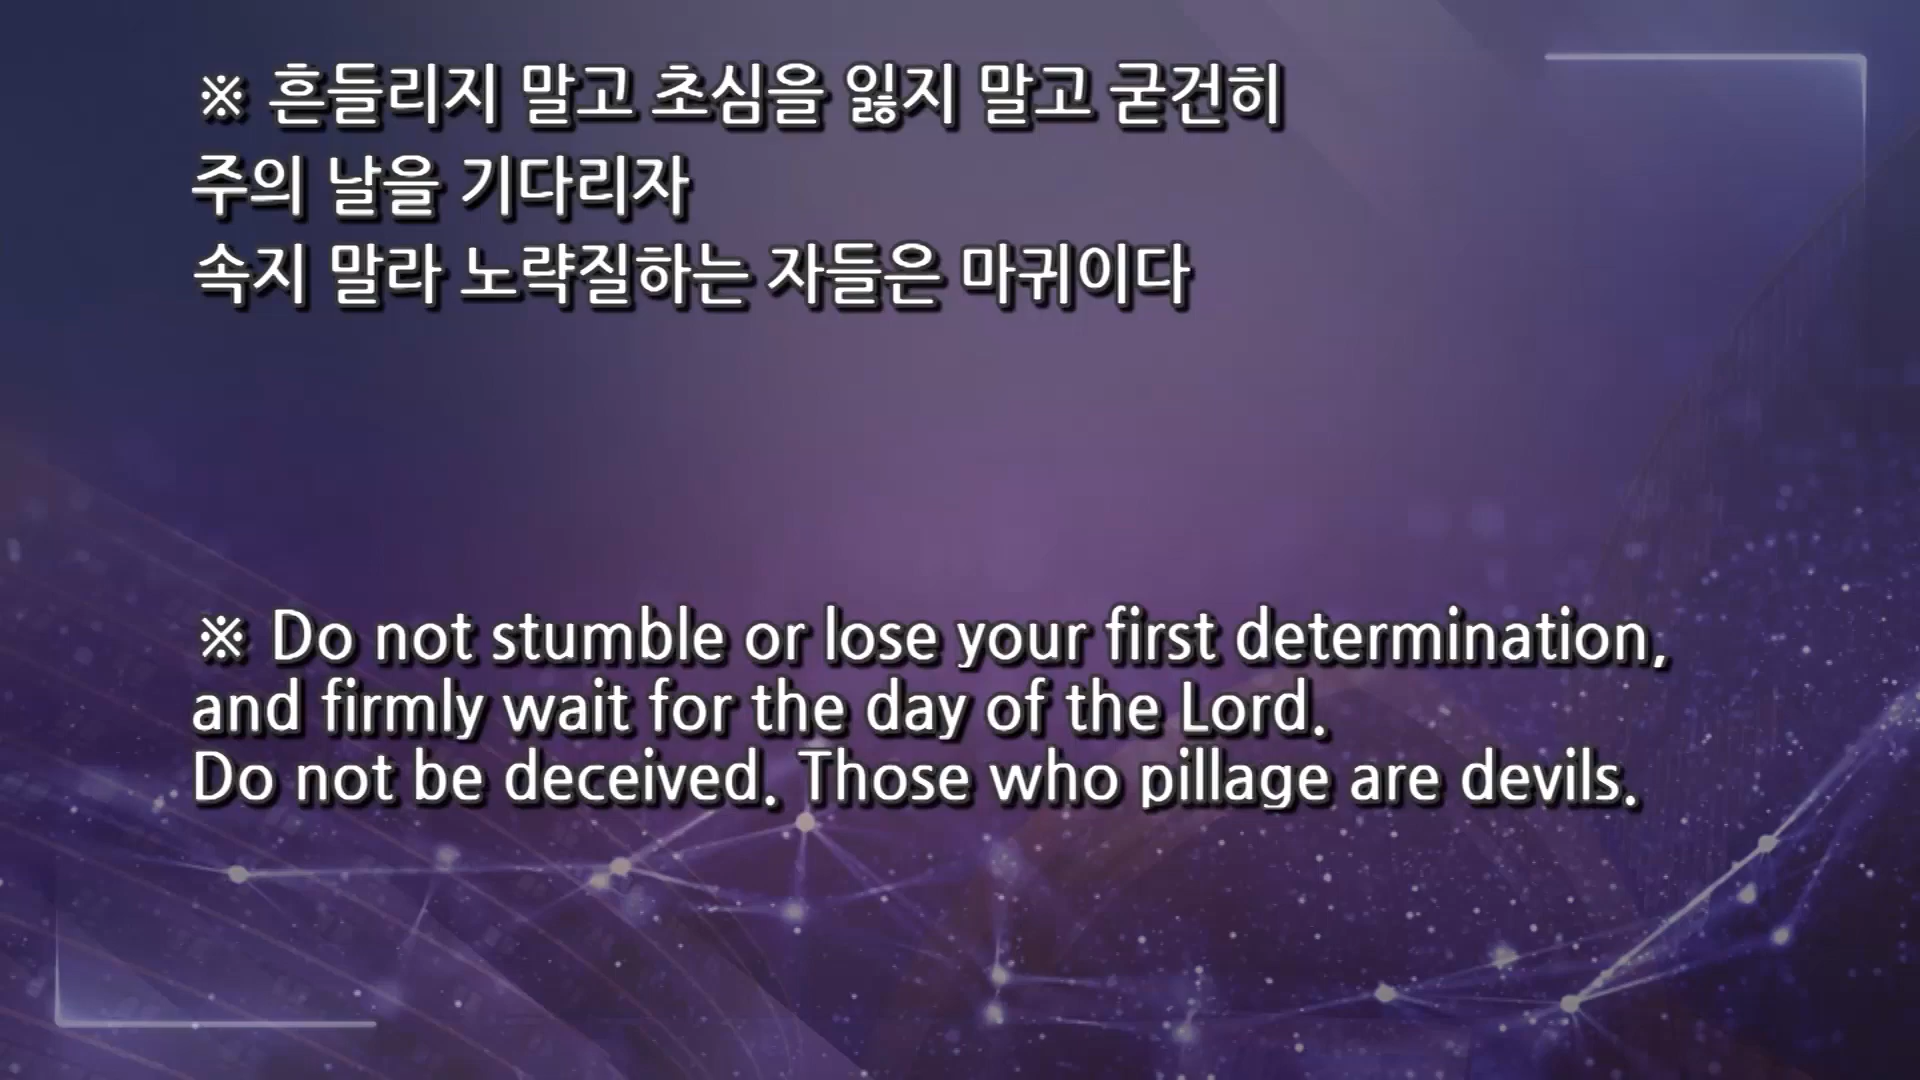 ※ 흔들리지 말고 초심을 잃지 말고 굳건히
주의 날을 기다리자
속지 말라 노략질하는 자들은 마귀이다
※ Do not stumble or lose your first determination,
and firmly wait for the day of the Lord.
Do not be deceived. Those who pillage are devils.